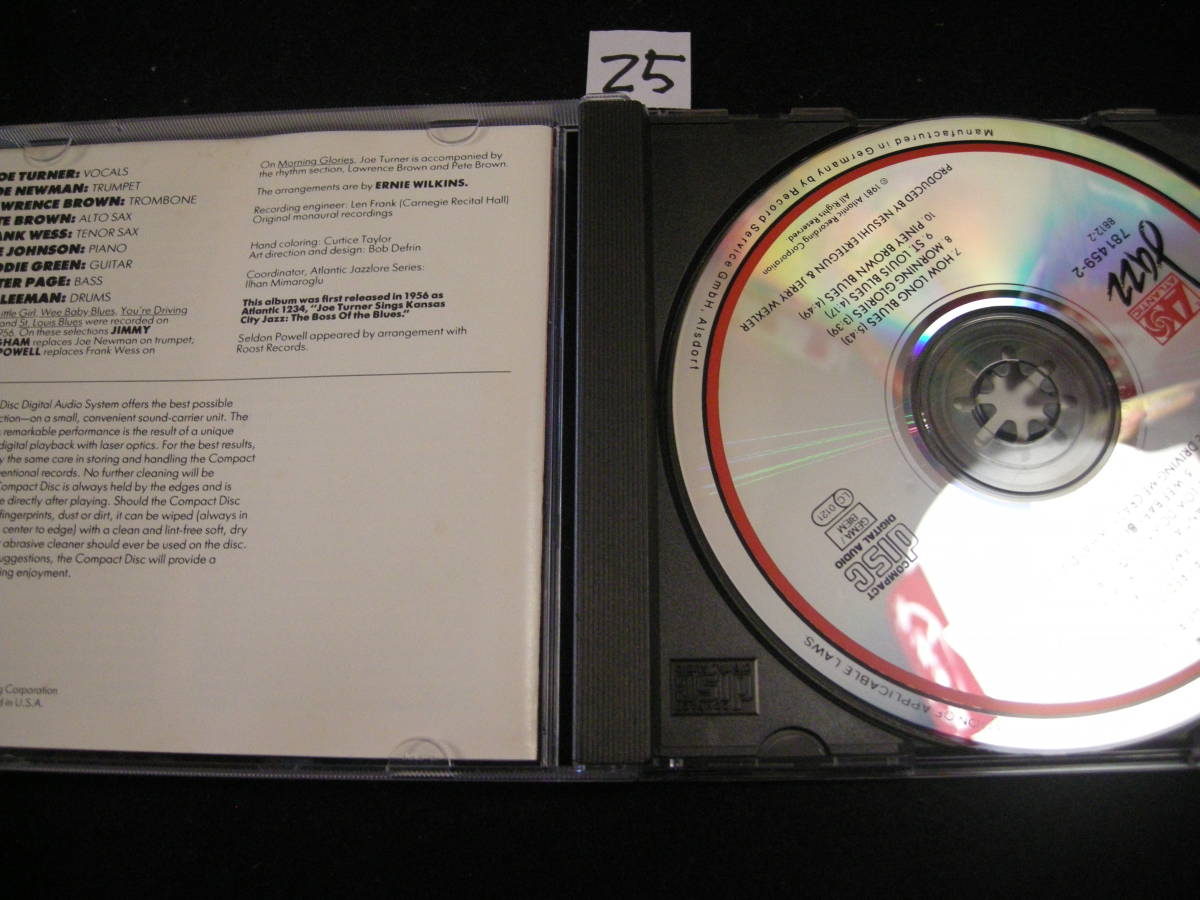 25
OE TURNER: VOCALS
OE NEWMAN: TRUMPET
WRENCE BROWN: TROMBONE
TE BROWN: ALTO SAX
ANK WESS: TENOR SAX
E JOHNSON: PIANO
DDIE GREEN: GUITAR
TER PAGE: BASS
LEEMAN: DRUMS
ittle Girl, Wee Baby Blues, You're Driving
and St. Louis Blues were recorded on
956. On these selections JIMMY
GHAM replaces Joe Newman on trumpet,
POWELL replaces Frank Wess on
On Morning Glories, Joe Turner is accompanied by
the rhythm section, Lawrence Brown and Pete Brown.
The arrangements are by ERNIE WILKINS.
Recording engineer: Len Frank (Carnegie Recital Hall)
Original monaural recordings
Hand coloring: Curtice Taylor
Art direction and design: Bob Defrin
Coordinator, Atlantic Jazzlore Series:
Ilhan Mimaroglu
This album was first released in 1956 as
Atlantic 1234, "Joe Turner Sings Kansas
City Jazz: The Boss Of the Blues."
Seldon Powell appeared by arrangement with
Roost Records.
Disc Digital Audio System offers the best possible
ction—on a small, convenient sound-carrier unit. The
remarkable performance is the result of a unique
digital playback with laser optics. For the best results,
y the same care in storing and handling the Compact
ventional records. No further cleaning will be
Compact Disc is always held by the edges and is
e directly after playing. Should the Compact Disc
fingerprints, dust or dirt, it can be wiped (always in
center to edge) with a clean and lint-free soft, dry
abrasive cleaner should ever be used on the disc.
uggestions, the Compact Disc will provide a
ing enjoyment.
g Corporation
d in U.S.A.
Manufactured in Germany by Record Service GmbH, Alsdorf
Jazz
ATLANTIC
781 459-2
8812-2
7. HOW LONG BLUES (5:43)
8. MORNING GLORIES (3:39)
9. ST. LOUIS BLUES (4:17)
10. PINEY BROWN BLUES (4:49)
PRODUCED BY NESUHI ERTEGUN & JERRY WEXLER
© 1981 Atlantic Recording Corporation
All Rights Reserved.
LC 0121
GEMA/
BIEM
COMPACT
DISC
DIGITAL AUDIO
OF APPLICABLE LAWS